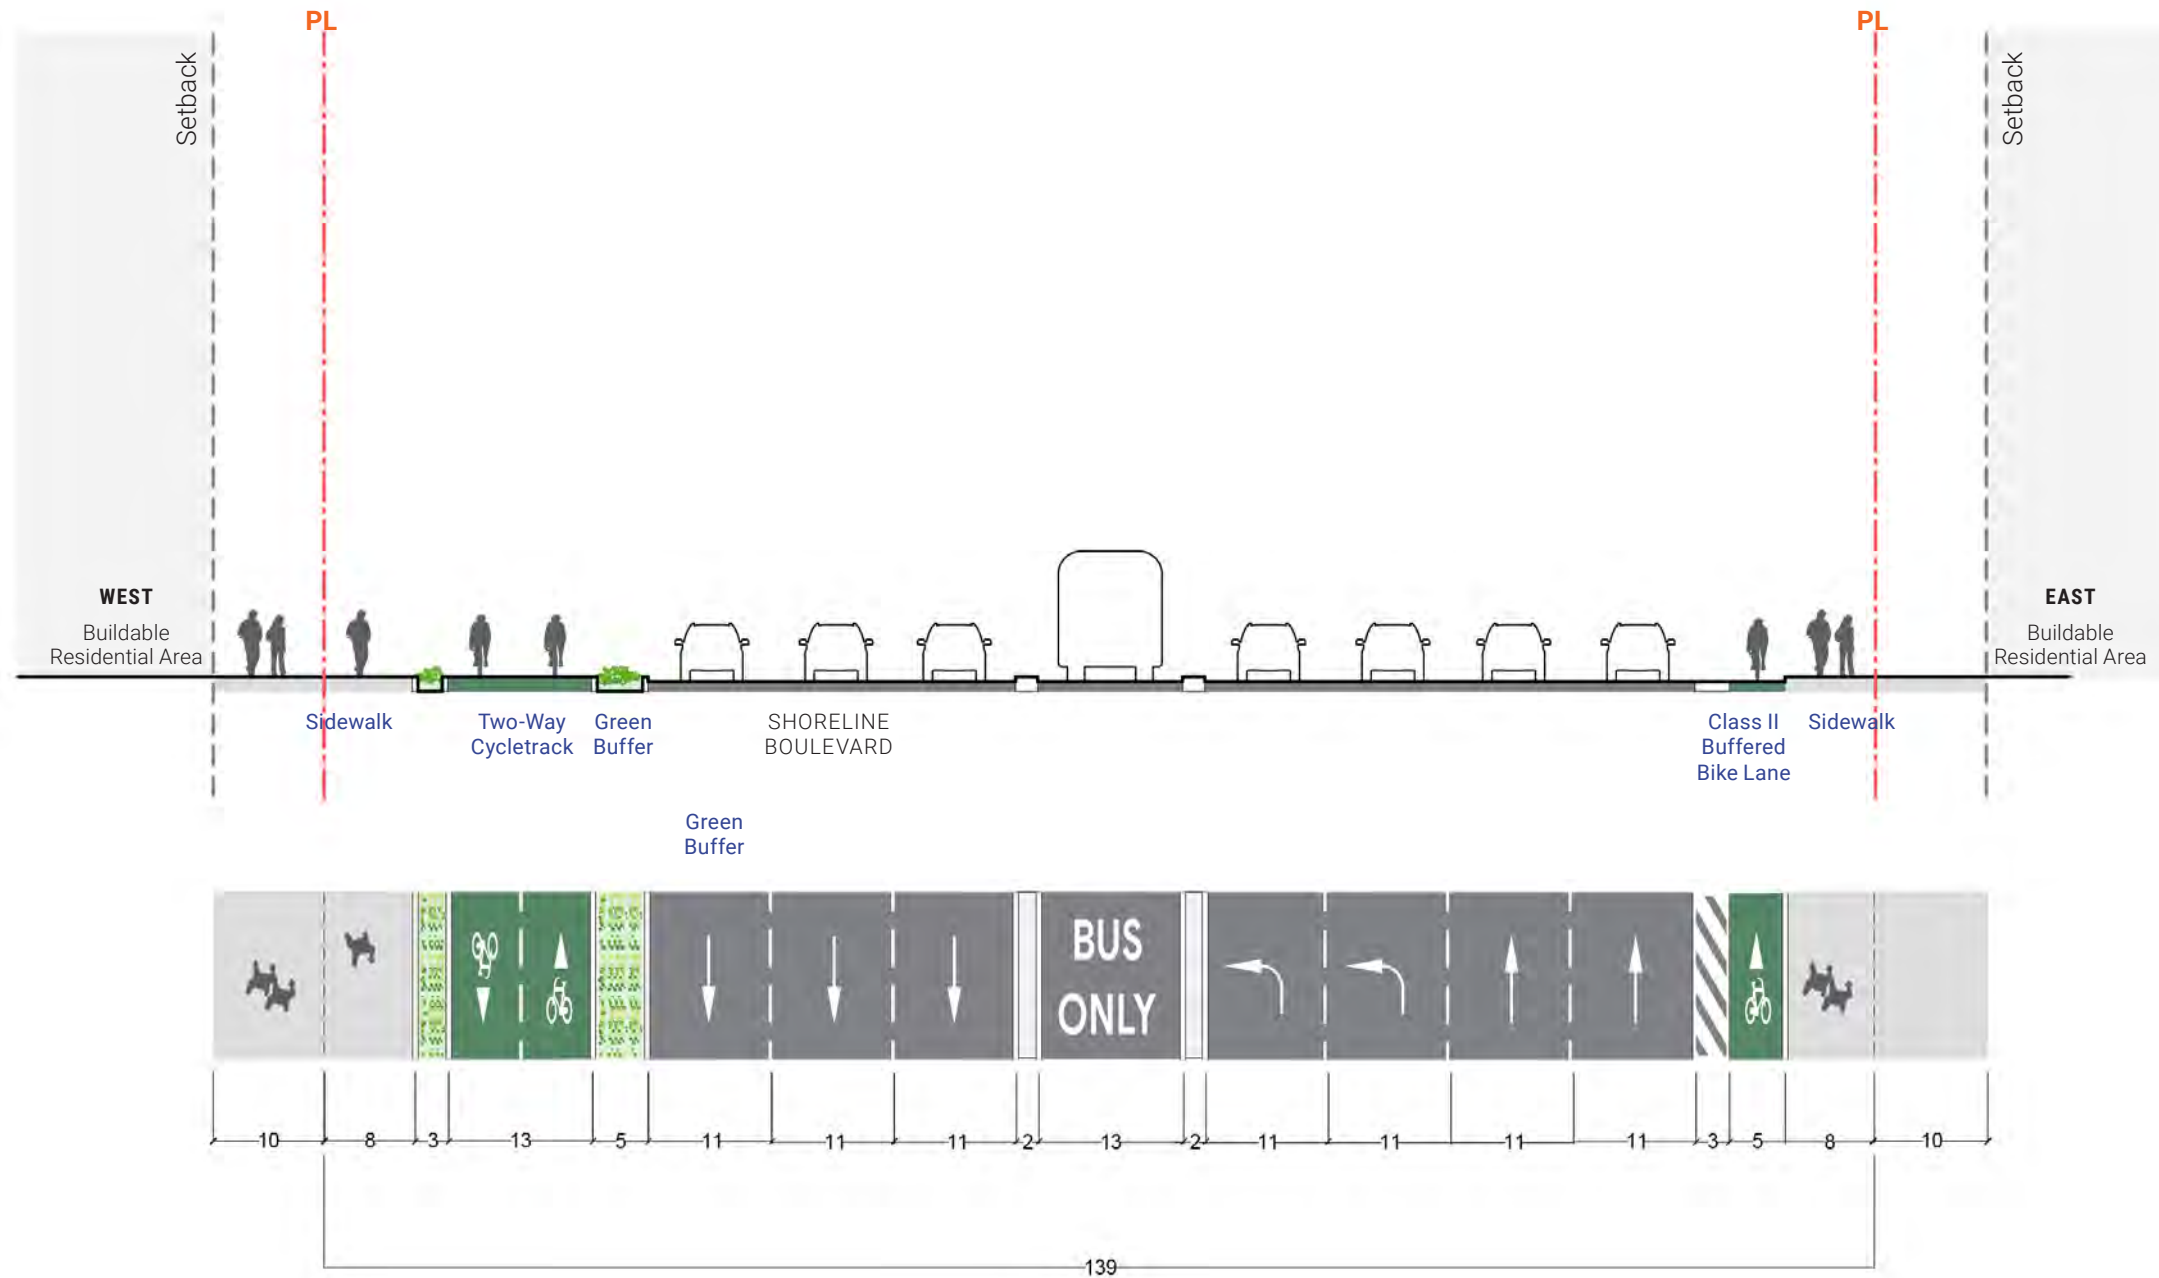 PL
PL
Setback
Setback
WEST
Buildable
Residential Area
EAST
Buildable
Residential Area
Sidewalk
Two-Way
Cycletrack
Green
Buffer
SHORELINE
BOULEVARD
Class II
Buffered
Bike Lane
Sidewalk
Green
Buffer
BUS
ONLY
10 8 3 13 5 11 11 11 2 13 2 11 11 11 11 3 5 8 10
139